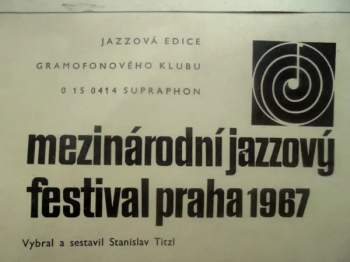 JAZZOVÁ EDICE
GRAMOFONOVÉHO KLUBU
0 15 0414 SUPRAPHON
mezinárodní jazzový
festival praha 1967
Vybral a sestavil Stanislav Titzl